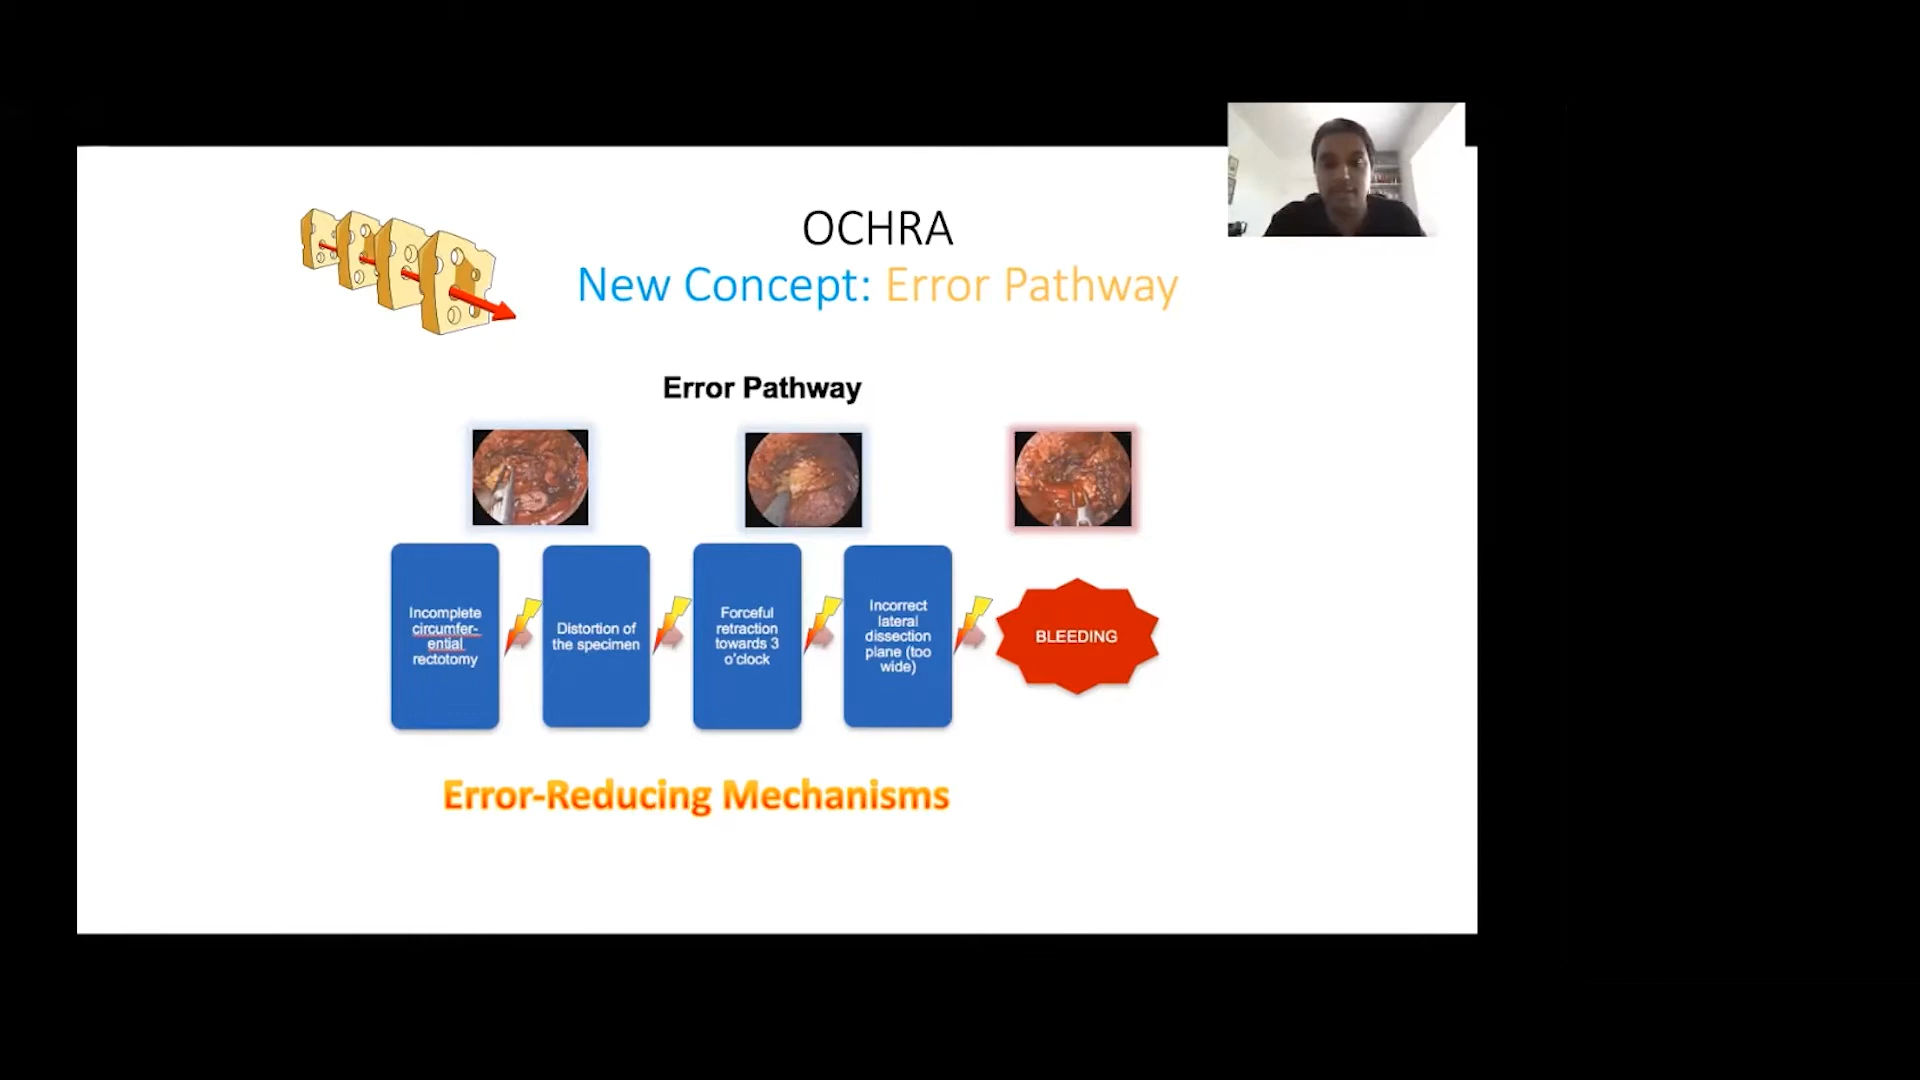 OCHRA
New Concept: Error Pathway
Error Pathway
Incomplete
circumfer-
ential
rectotomy
Distortion of
the specimen
Forceful
retraction
towards 3
o'clock
Incorrect
lateral
dissection
plane (too
wide)
BLEEDING
Error-Reducing Mechanisms